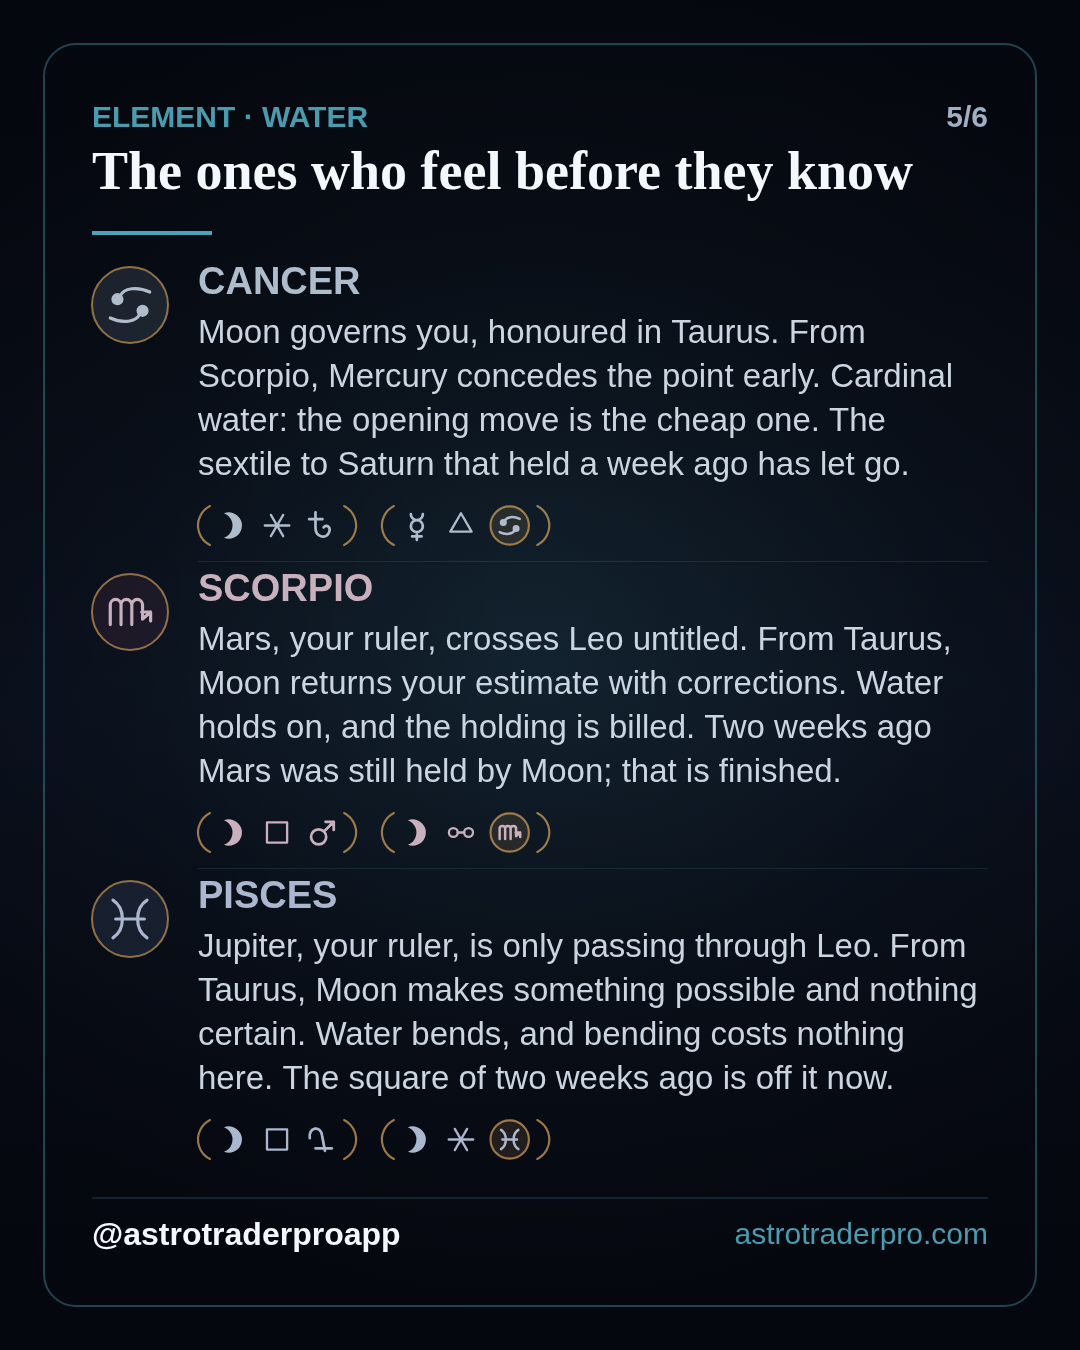 ELEMENT · WATER
5/6
The ones who feel before they know
CANCER
Moon governs you, honoured in Taurus. From
Scorpio, Mercury concedes the point early. Cardinal
water: the opening move is the cheap one. The
sextile to Saturn that held a week ago has let go.
SCORPIO
Mars, your ruler, crosses Leo untitled. From Taurus,
Moon returns your estimate with corrections. Water
holds on, and the holding is billed. Two weeks ago
Mars was still held by Moon; that is finished.
PISCES
Jupiter, your ruler, is only passing through Leo. From
Taurus, Moon makes something possible and nothing
certain. Water bends, and bending costs nothing
here. The square of two weeks ago is off it now.
@astrotraderproapp
astrotraderpro.com